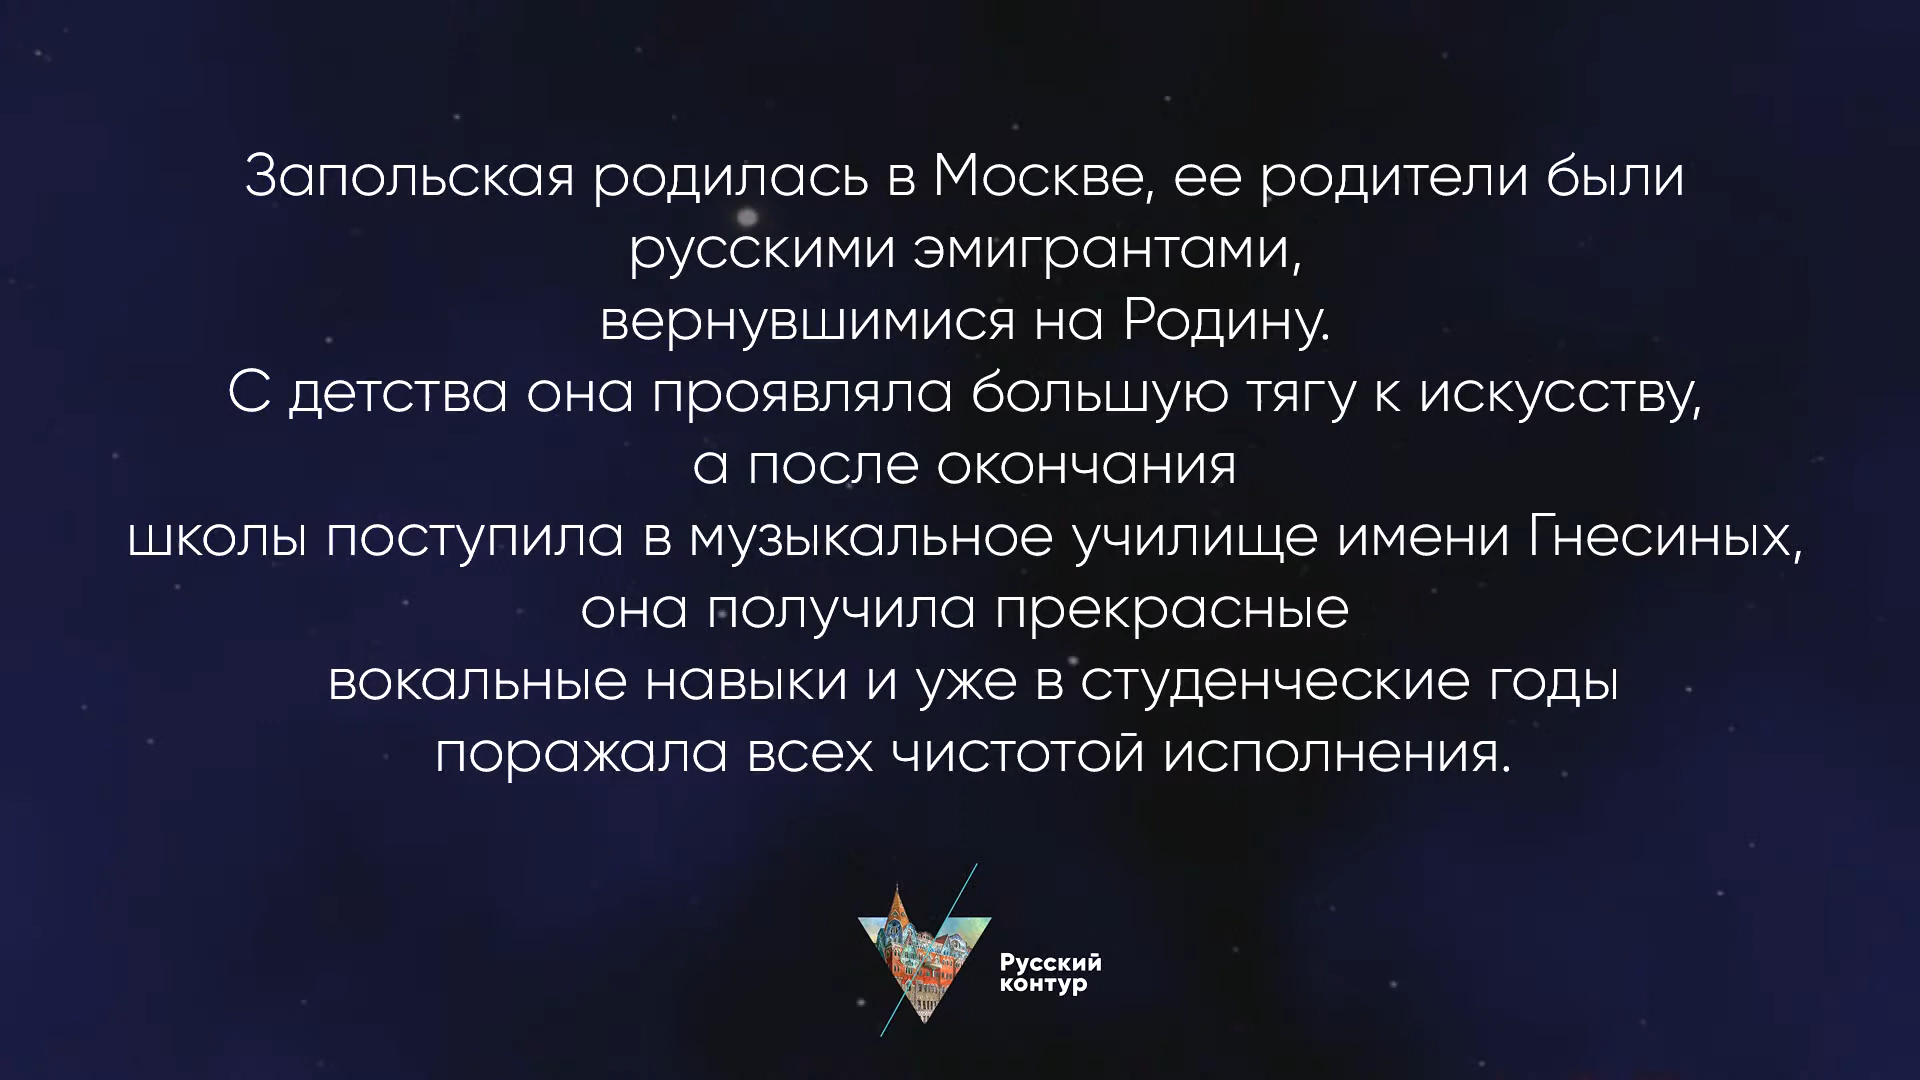 Запольская родилась в Москве, ее родители были
русскими эмигрантами,
вернувшимися на Родину.
С детства она проявляла большую тягу к искусству,
а после окончания
школы поступила в музыкальное училище имени Гнесиных,
она получила прекрасные
вокальные навыки и уже в студенческие годы
поражала всех чистотой исполнения.
Русский
контур